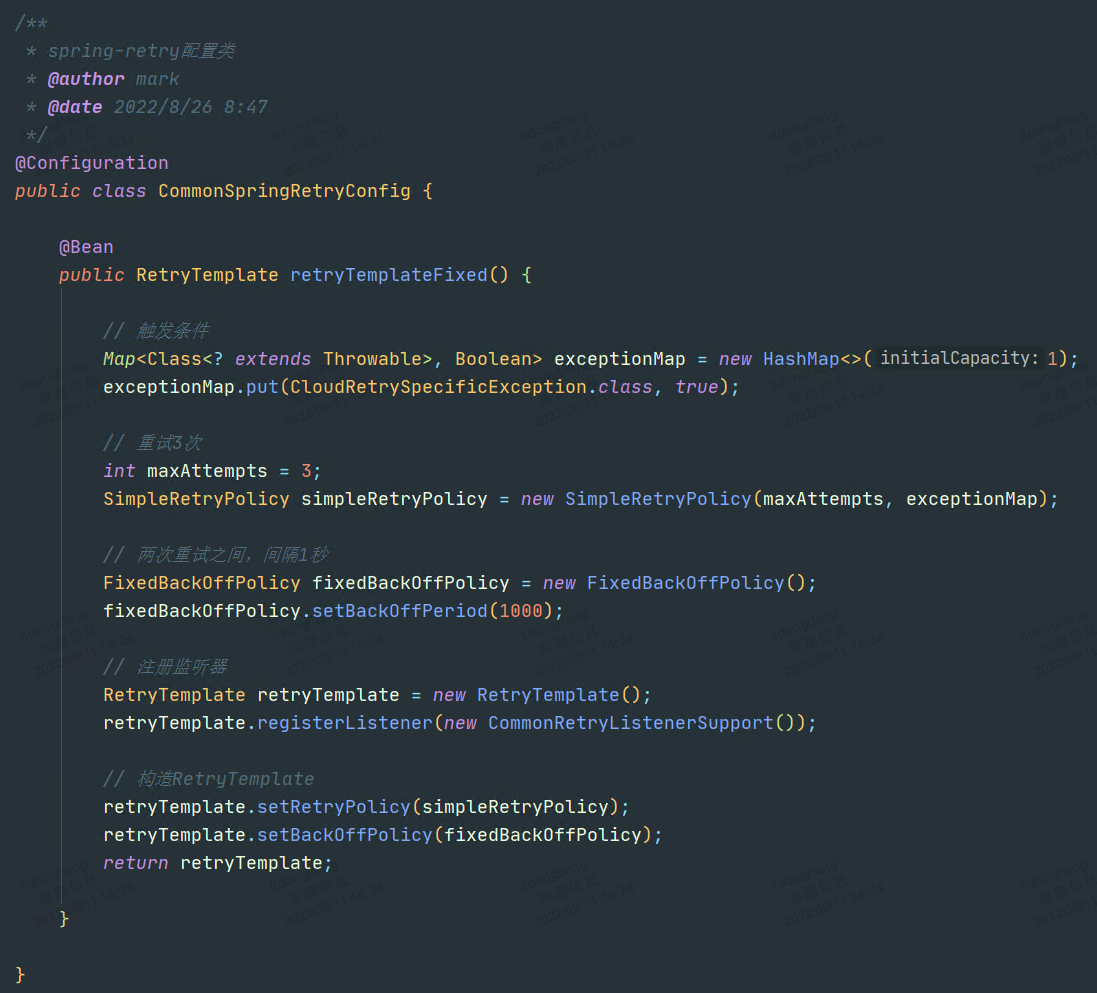 /**
 * spring-retry配置类
 * @author mark
 * @date 2022/8/26 8:47
 */
@Configuration
public class CommonSpringRetryConfig {
    @Bean
    public RetryTemplate retryTemplateFixed() {
        // 触发条件
        Map<Class<? extends Throwable>, Boolean> exceptionMap = new HashMap<>( initialCapacity: 1);
        exceptionMap.put(CloudRetrySpecificException.class, true);
        // 重试3次
        int maxAttempts = 3;
        SimpleRetryPolicy simpleRetryPolicy = new SimpleRetryPolicy(maxAttempts, exceptionMap);
        // 两次重试之间，间隔1秒
        FixedBackOffPolicy fixedBackOffPolicy = new FixedBackOffPolicy();
        fixedBackOffPolicy.setBackOffPeriod(1000);
        // 注册监听器
        RetryTemplate retryTemplate = new RetryTemplate();
        retryTemplate.registerListener(new CommonRetryListenerSupport());
        // 构造RetryTemplate
        retryTemplate.setRetryPolicy(simpleRetryPolicy);
        retryTemplate.setBackOffPolicy(fixedBackOffPolicy);
        return retryTemplate;
    }
}